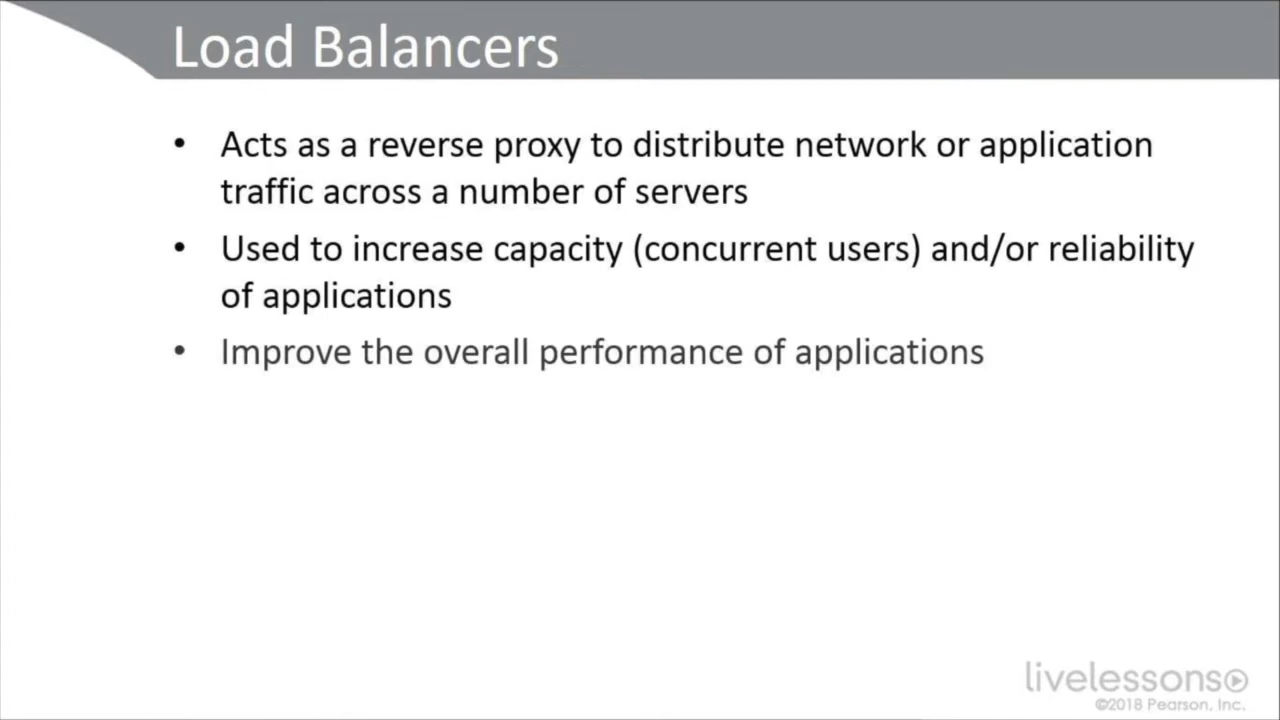 Load Balancers
• Acts as a reverse proxy to distribute network or application
traffic across a number of servers
• Used to increase capacity (concurrent users) and/or reliability
of applications
• Improve the overall performance of applications
livelessons
©2018 Pearson, Inc.